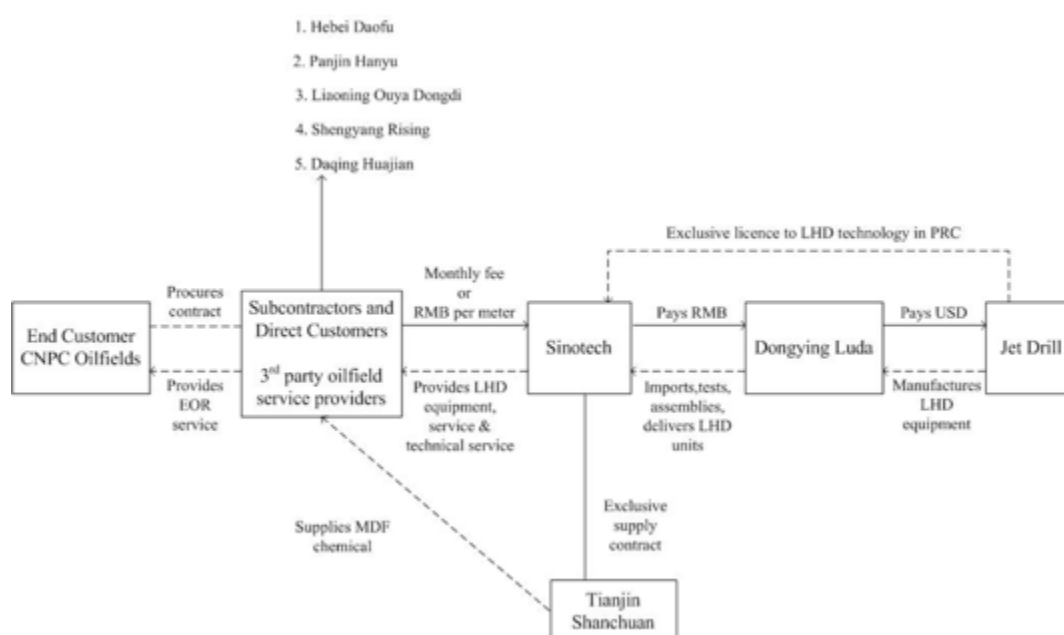 1. Hebei Daofu
2. Panjin Hanyu
3. Liaoning Ouya Dongdi
4. Shengyang Rising
5. Daqing Huajian
Exclusive licence to LHD technology in PRC
Procures
contract
End Customer
CNPC Oilfields
Provides
EOR
service
Subcontractors and
Direct Customers
3rd party oilfield
service providers
Monthly fee
or
RMB per meter
Provides LHD
equipment,
service &
technical service
Sinotech
Pays RMB
Imports,tests,
assemblies,
delivers LHD
units
Dongying Luda
Pays USD
Manufactures
LHD
equipment
Jet Drill
Supplies MDF
chemical
Exclusive
supply
contract
Tianjin
Shanchuan